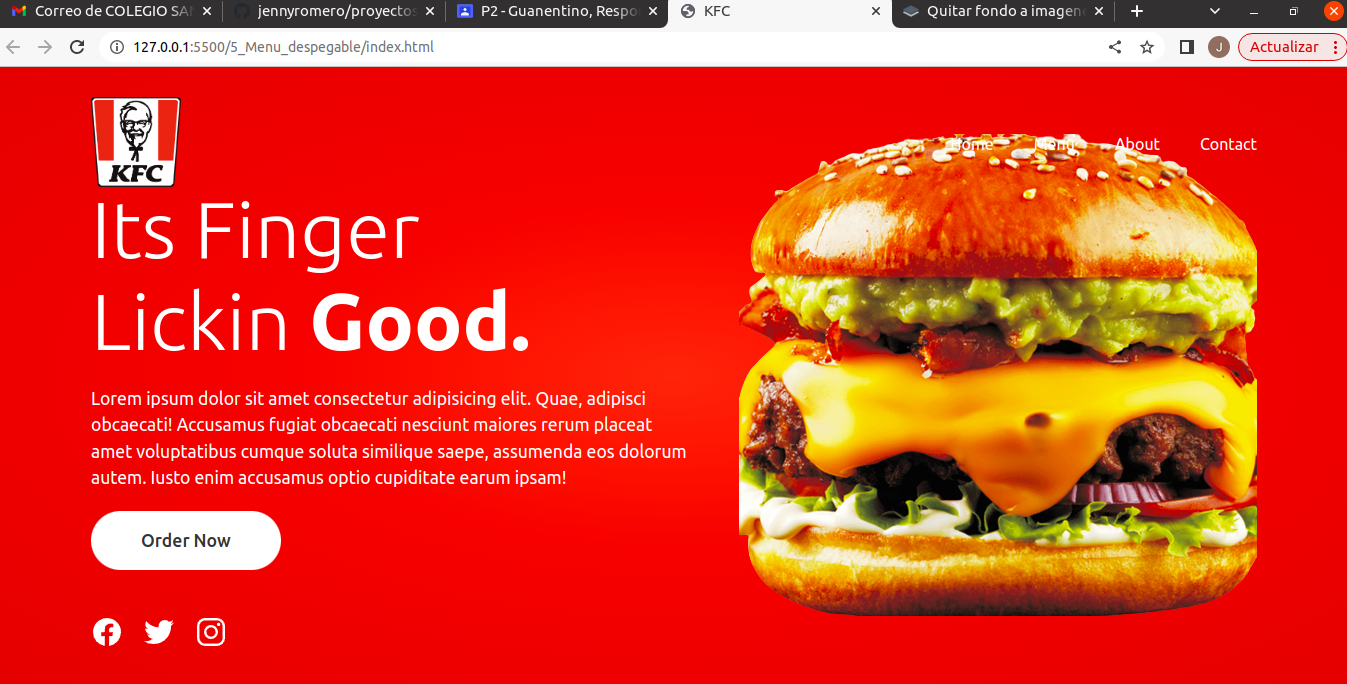 Correo de COLEGIO SAN
jennyromero/proyectos
P2 - Guanentino, Respo
KFC
Quitar fondo a imagen
127.0.0.1:5500/5_Menu_despegable/index.html
J
Actualizar
KFC
Home Menu About Contact
Its Finger
Lickin Good.
Lorem ipsum dolor sit amet consectetur adipisicing elit. Quae, adipisci
obcaecati! Accusamus fugiat obcaecati nesciunt maiores rerum placeat
amet voluptatibus cumque soluta similique saepe, assumenda eos dolorum
autem. Iusto enim accusamus optio cupiditate earum ipsam!
Order Now